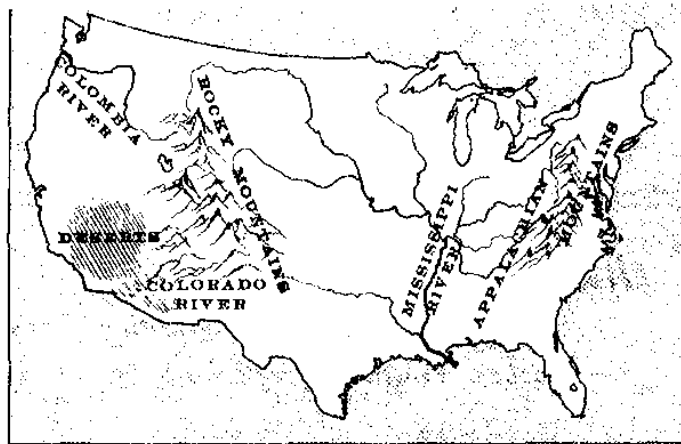 COLOMBIA
RIVER
ROCKY MOUNTAINS
DESERTS
COLORADO
RIVER
MISSISSIPPI
RIVER
APPALACHIAN
MOUNTAINS